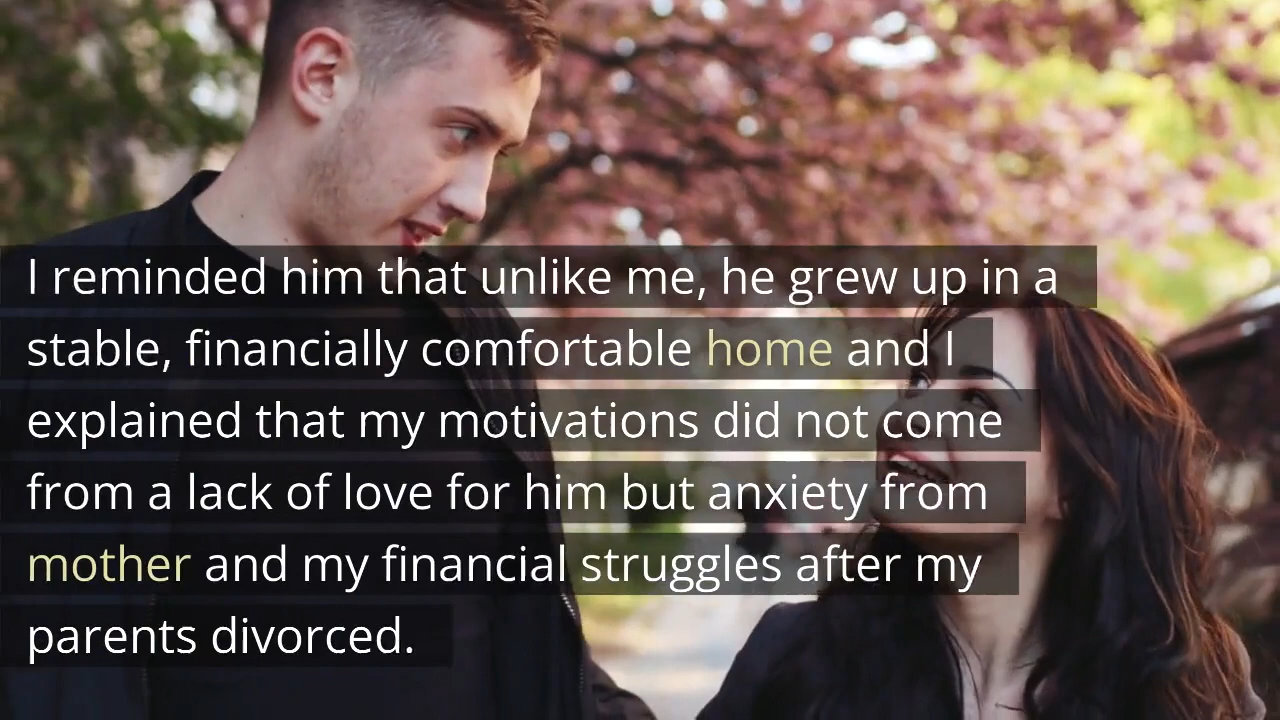 I reminded him that unlike me, he grew up in a
stable, financially comfortable home and I
explained that my motivations did not come
from a lack of love for him but anxiety from
mother and my financial struggles after my
parents divorced.